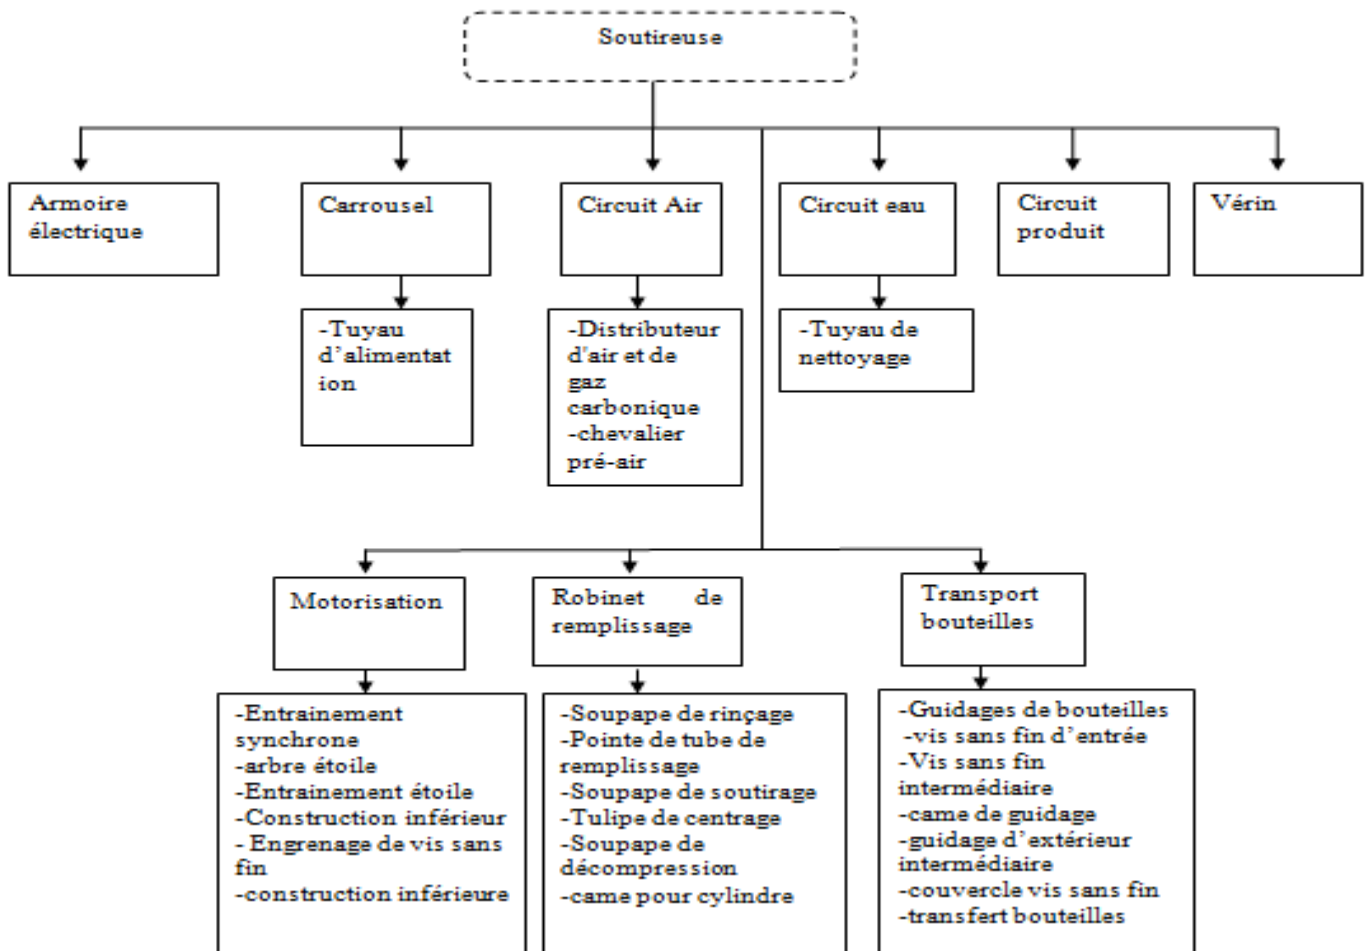 Soutireuse
Armoire
électrique
Carrousel
Circuit Air
Circuit eau
Circuit
produit
Vérin
-Tuyau
d’alimentat
ion
-Distributeur
d'air et de
gaz
carbonique
-chevalier
pré-air
-Tuyau de
nettoyage
Motorisation
Robinet de
remplissage
Transport
bouteilles
-Entrainement
synchrone
-arbre étoile
-Entrainement étoile
-Construction inférieur
- Engrenage de vis sans
fin
-construction inférieure
-Soupape de rinçage
-Pointe de tube de
remplissage
-Soupape de soutirage
-Tulipe de centrage
-Soupape de
décompression
-came pour cylindre
-Guidages de bouteilles
-vis sans fin d’entrée
-Vis sans fin
intermédiaire
-came de guidage
-guidage d’extérieur
intermédiaire
-couvercle vis sans fin
-transfert bouteilles